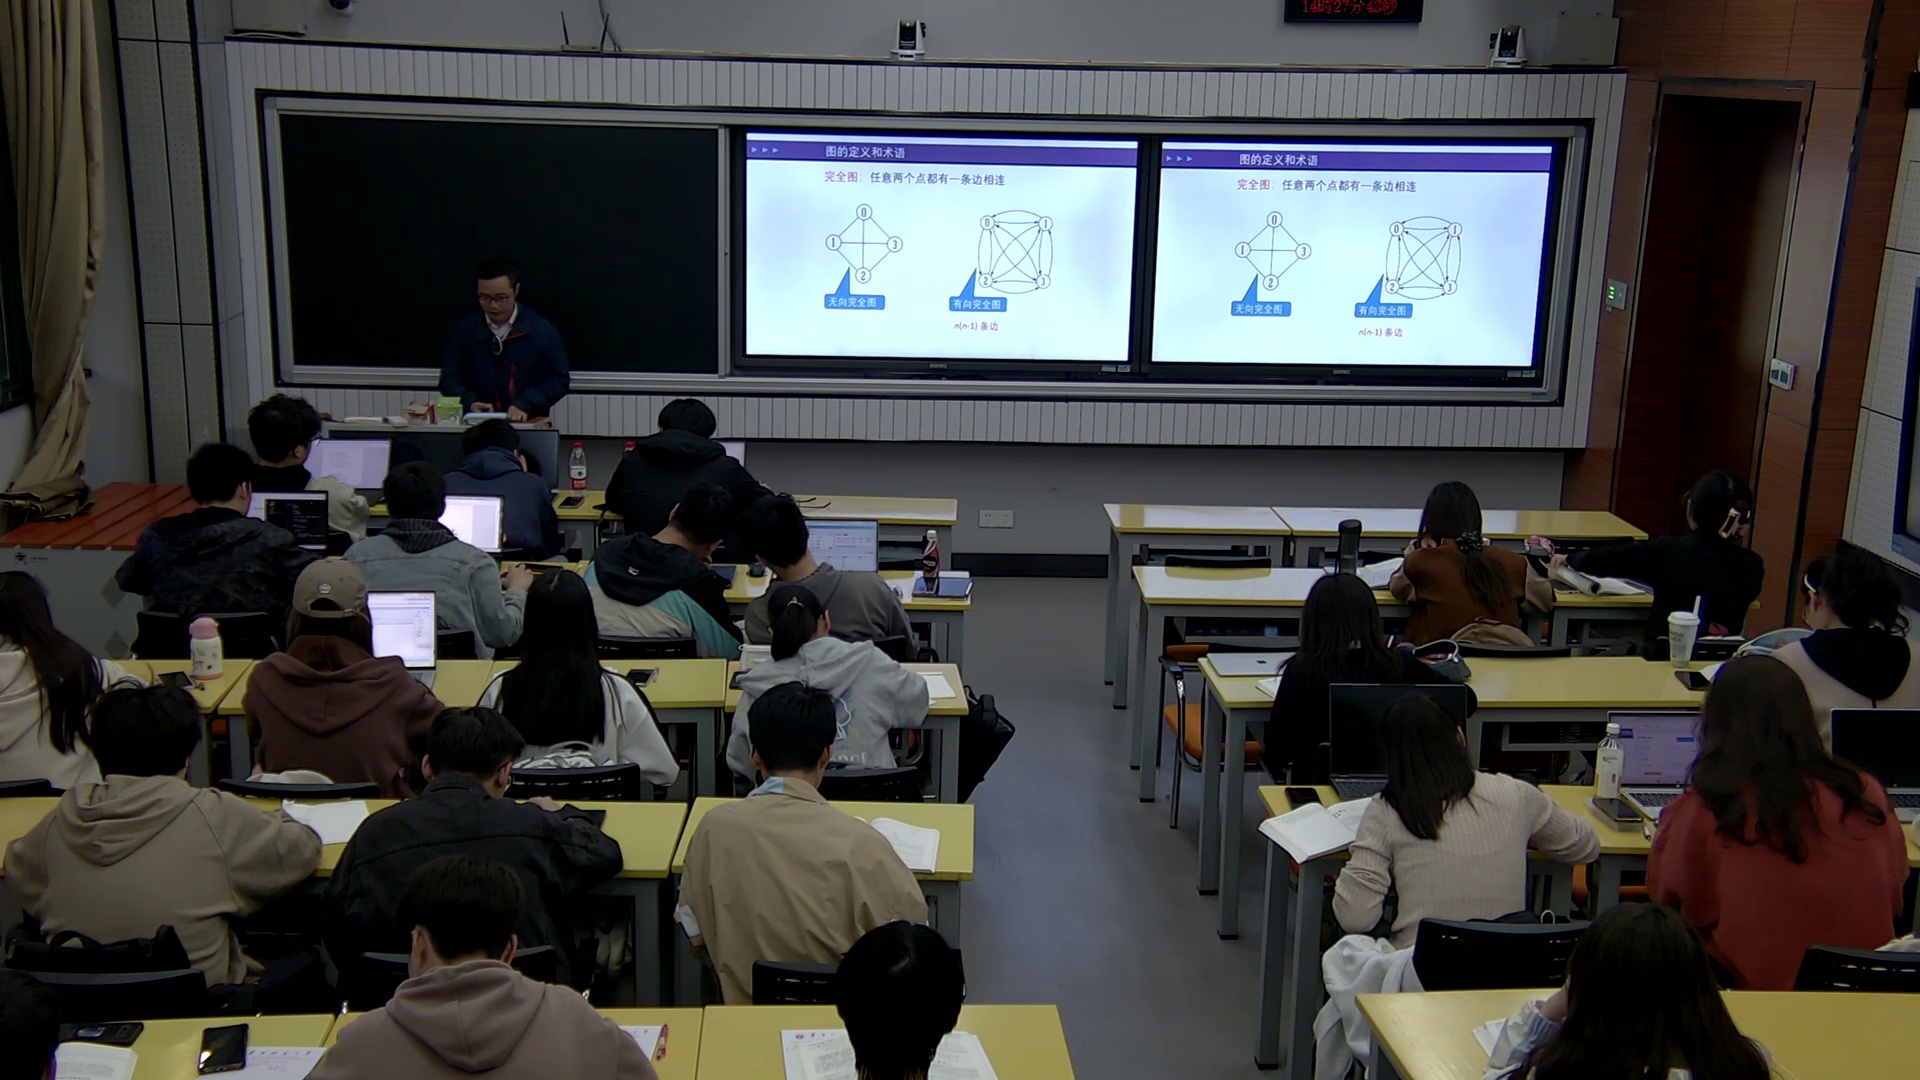 图的定义和术语
完全图：任意两个点都有一条边相连
0
1
3
2
无向完全图
0
1
2
3
有向完全图
n(n-1) 条边
图的定义和术语
完全图：任意两个点都有一条边相连
0
1
3
2
无向完全图
0
1
2
3
有向完全图
n(n-1) 条边